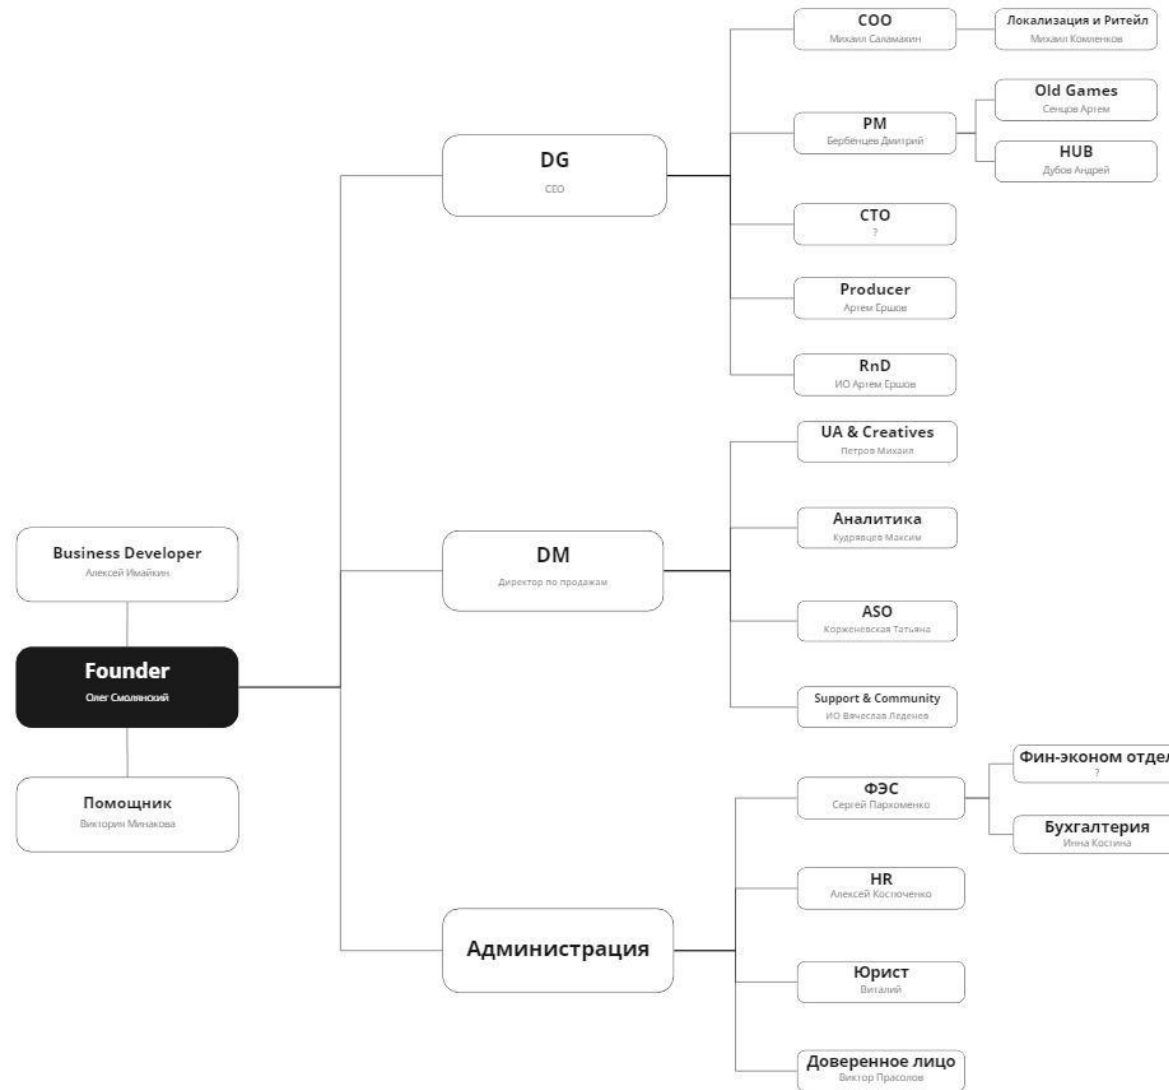 COO
Михаил Саламахин
Локализация и Ритейл
Михаил Комленков
Old Games
Сенцов Артем
PM
Бербенцев Дмитрий
HUB
Дубов Андрей
DG
CEO
CTO
?
Producer
Артем Ершов
RnD
ИО Артем Ершов
UA & Creatives
Петров Михаил
Аналитика
Кудрявцев Максим
DM
Директор по продажам
ASO
Корженевская Татьяна
Support & Community
ИО Вячеслав Леденев
Business Developer
Алексей Имайкин
Founder
Олег Смолянский
Помощник
Виктория Минакова
Фин-эконом отдел
?
ФЭС
Сергей Пархоменко
Бухгалтерия
Инна Костина
HR
Алексей Костюченко
Администрация
Юрист
Виталий
Доверенное лицо
Виктор Прасолов